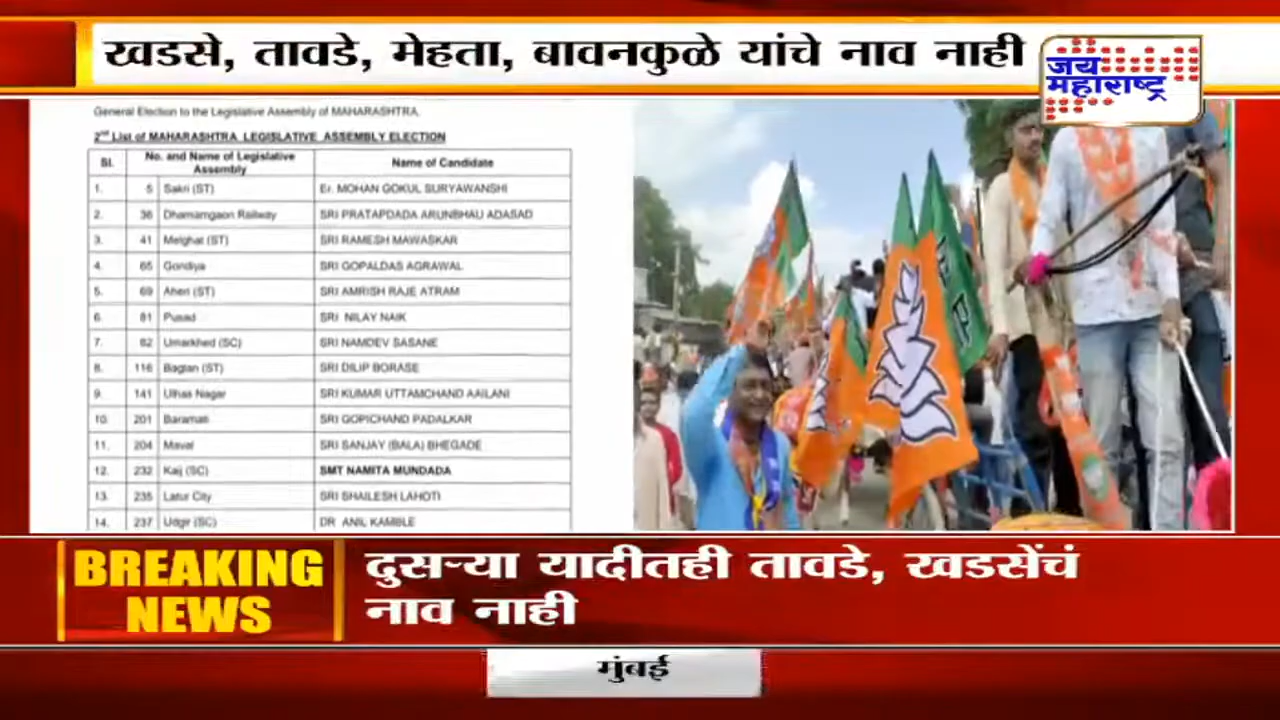 खडसे, तावडे, मेहता, बावनकुळे यांचे नाव नाही
जय
महाराष्ट्र
General Election to the Legislative Assembly of MAHARASHTRA.
2nd List of MAHARASHTRA LEGISLATIVE ASSEMBLY ELECTION
Sl. No. and Name of Legislative Assembly Name of Candidate
1. 5 Sakri (ST) Er. MOHAN GOKUL SURYAWANSHI
2. 36 Dhamamgaon Railway SRI PRATAPDADA ARUNBHAU ADASAD
3. 41 Melghat (ST) SRI RAMESH MAWASKAR
4. 65 Gondiya SRI GOPALDAS AGRAWAL
5. 69 Aheri (ST) SRI AMRISH RAJE ATRAM
6. 81 Pusad SRI NILAY NAIK
7. 82 Umarkhed (SC) SRI NAMDEV SASANE
8. 116 Baglan (ST) SRI DILIP BORASE
9. 141 Ulhas Nagar SRI KUMAR UTTAMCHAND AAILANI
10. 201 Baramati SRI GOPICHAND PADALKAR
11. 204 Maval SRI SANJAY (BALA) BHEGADE
12. 232 Kaij (SC) SMT NAMITA MUNDADA
13. 235 Latur City SRI SHAILESH LAHOTI
14. 237 Udgir (SC) DR ANIL KAMBLE
BREAKING
NEWS
दुसऱ्या यादीतही तावडे, खडसेंचं
नाव नाही
मुंबई